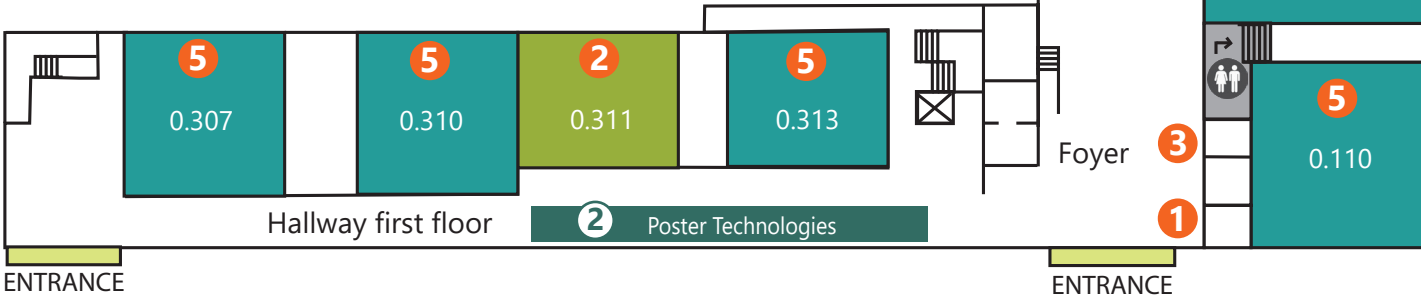 5
0.307
5
0.310
2
0.311
5
0.313
5
0.110
Foyer
3
1
Hallway first floor
2 Poster Technologies
ENTRANCE
ENTRANCE